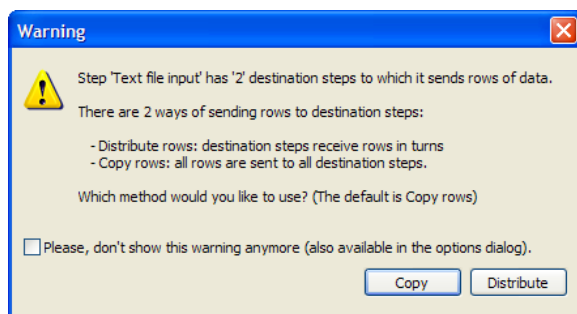 Warning
Step 'Text file input' has '2' destination steps to which it sends rows of data.
There are 2 ways of sending rows to destination steps:
- Distribute rows: destination steps receive rows in turns
- Copy rows: all rows are sent to all destination steps.
Which method would you like to use? (The default is Copy rows)
Please, don't show this warning anymore (also available in the options dialog).
Copy Distribute